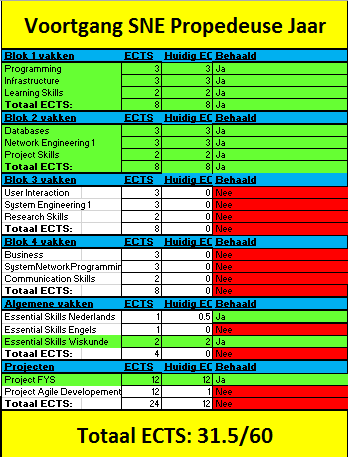 Voortgang SNE Propedeuse Jaar
Blok 1 vakken ECTS Huidig EC Behaald
Programming 3 3 Ja
Infrastructure 3 3 Ja
Learning Skills 2 2 Ja
Totaal ECTS: 8 8 Ja
Blok 2 vakken ECTS Huidig EC Behaald
Databases 3 3 Ja
Network Engineering 1 3 3 Ja
Project Skills 2 2 Ja
Totaal ECTS: 8 8 Ja
Blok 3 vakken ECTS Huidig EC Behaald
User Interaction 3 0 Nee
System Engineering 1 3 0 Nee
Research Skills 2 0 Nee
Totaal ECTS: 8 0 Nee
Blok 4 vakken ECTS Huidig EC Behaald
Business 3 0 Nee
SystemNetworkProgrammin 3 0 Nee
Communication Skills 2 0 Nee
Totaal ECTS: 8 0 Nee
Algemene vakken ECTS Huidig EC Behaald
Essential Skills Nederlands 1 0.5 Ja
Essential Skills Engels 1 0 Nee
Essential Skills Wiskunde 2 2 Ja
Totaal ECTS: 4 0 Nee
Projecten ECTS Huidig EC Behaald
Project FYS 12 12 Ja
Project Agile Developement 12 1 Nee
Totaal ECTS: 24 12 Nee
Totaal ECTS: 31.5/60